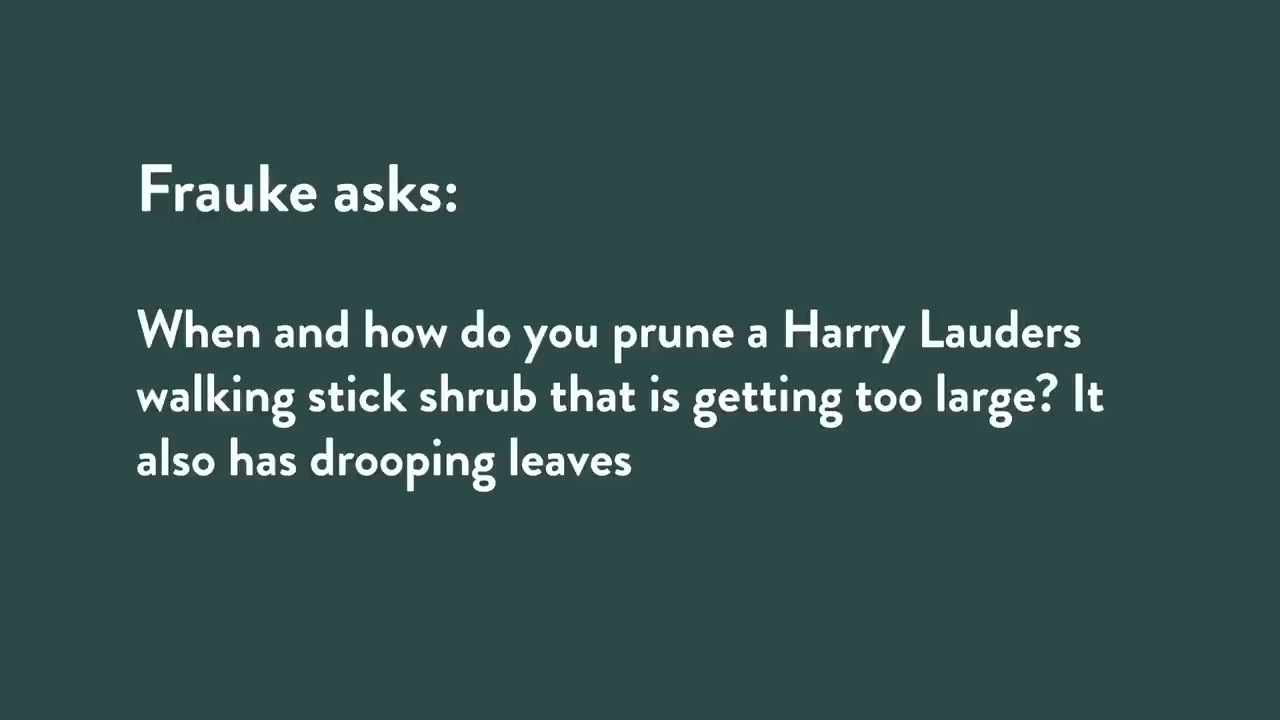 Frauke asks:
When and how do you prune a Harry Lauders
walking stick shrub that is getting too large? It
also has drooping leaves